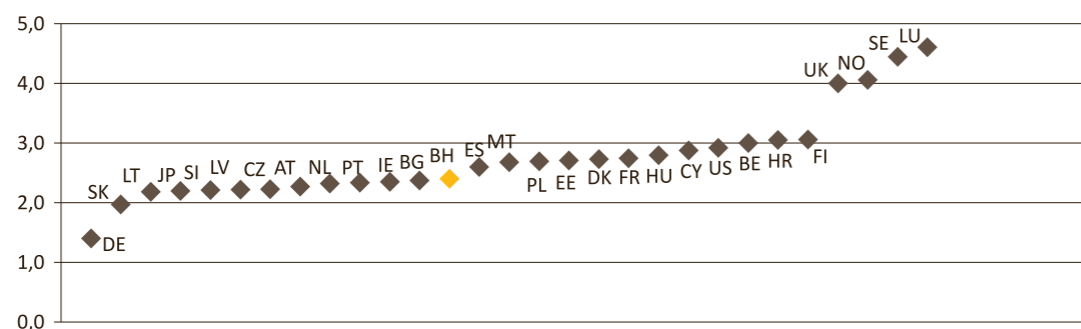 5,0
4,0
3,0
2,0
1,0
0.0
DE
SK
LT
JP
SI
LV
CZ
AT
NL
PT
IE
BG
BH
ES
MT
PL
EE
DK
FR
HU
CY
US
BE
HR
FI
UK
NO
SE
LU